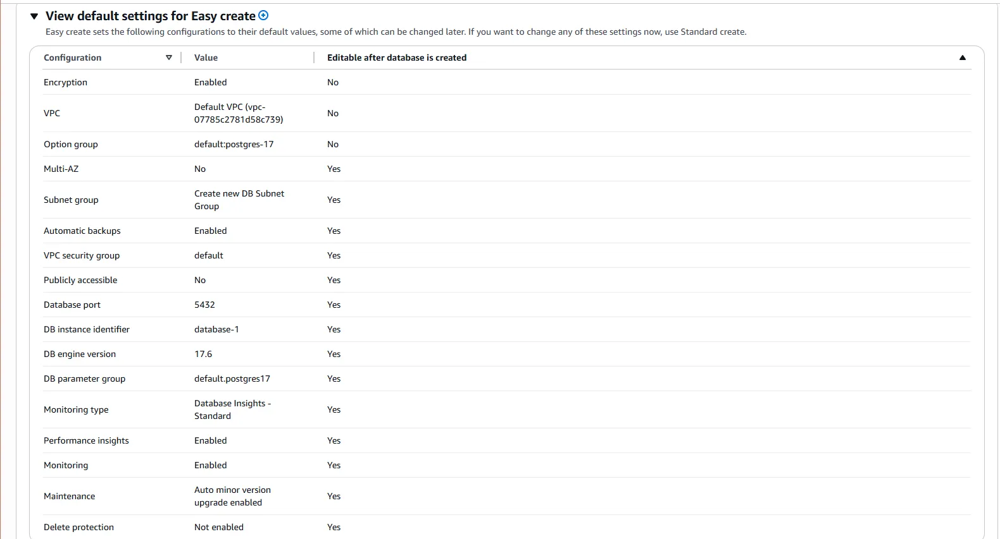 View default settings for Easy create
Easy create sets the following configurations to their default values, some of which can be changed later. If you want to change any of these settings now, use Standard create.
Configuration Value Editable after database is created
Encryption Enabled No
VPC Default VPC (vpc-
07785c2781d58c739) No
Option group default:postgres-17 No
Multi-AZ No Yes
Subnet group Create new DB Subnet
Group Yes
Automatic backups Enabled Yes
VPC security group default Yes
Publicly accessible No Yes
Database port 5432 Yes
DB instance identifier database-1 Yes
DB engine version 17.6 Yes
DB parameter group default.postgres17 Yes
Monitoring type Database Insights -
Standard Yes
Performance insights Enabled Yes
Monitoring Enabled Yes
Maintenance Auto minor version
upgrade enabled Yes
Delete protection Not enabled Yes